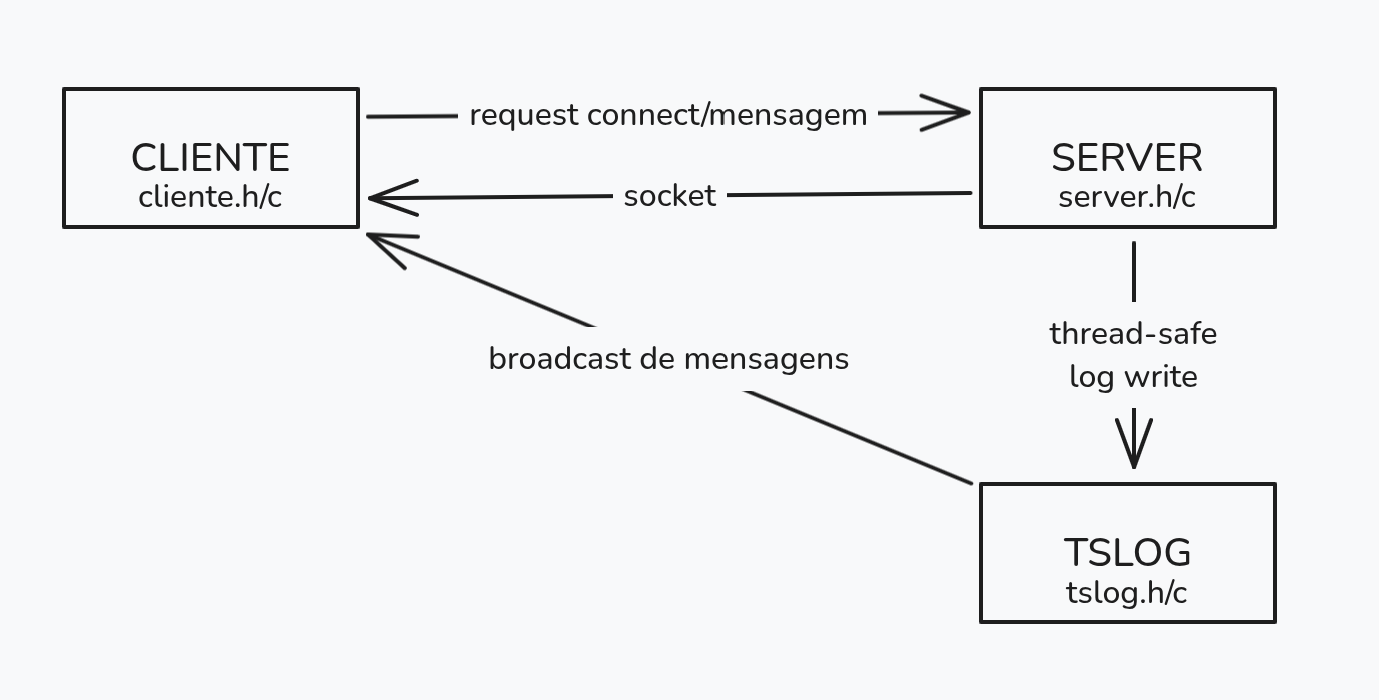 request connect/mensagem
CLIENTE
cliente.h/c
SERVER
server.h/c
socket
thread-safe
log write
broadcast de mensagens
TSLOG
tslog.h/c